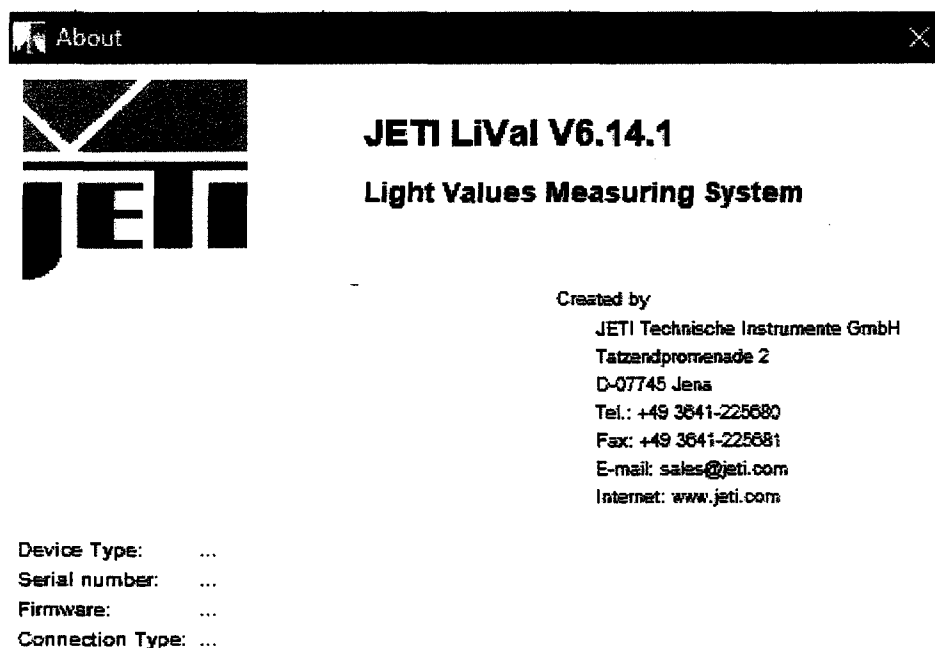 About
JETI
JETI LiVal V6.14.1
Light Values Measuring System
Created by
JETI Technische Instrumente GmbH
Tatzendpromenade 2
D-07745 Jena
Tel.: +49 3641-225680
Fax: +49 3641-225681
E-mail: sales@jeti.com
Internet: www.jeti.com
Device Type: ...
Serial number: ...
Firmware: ...
Connection Type: ...